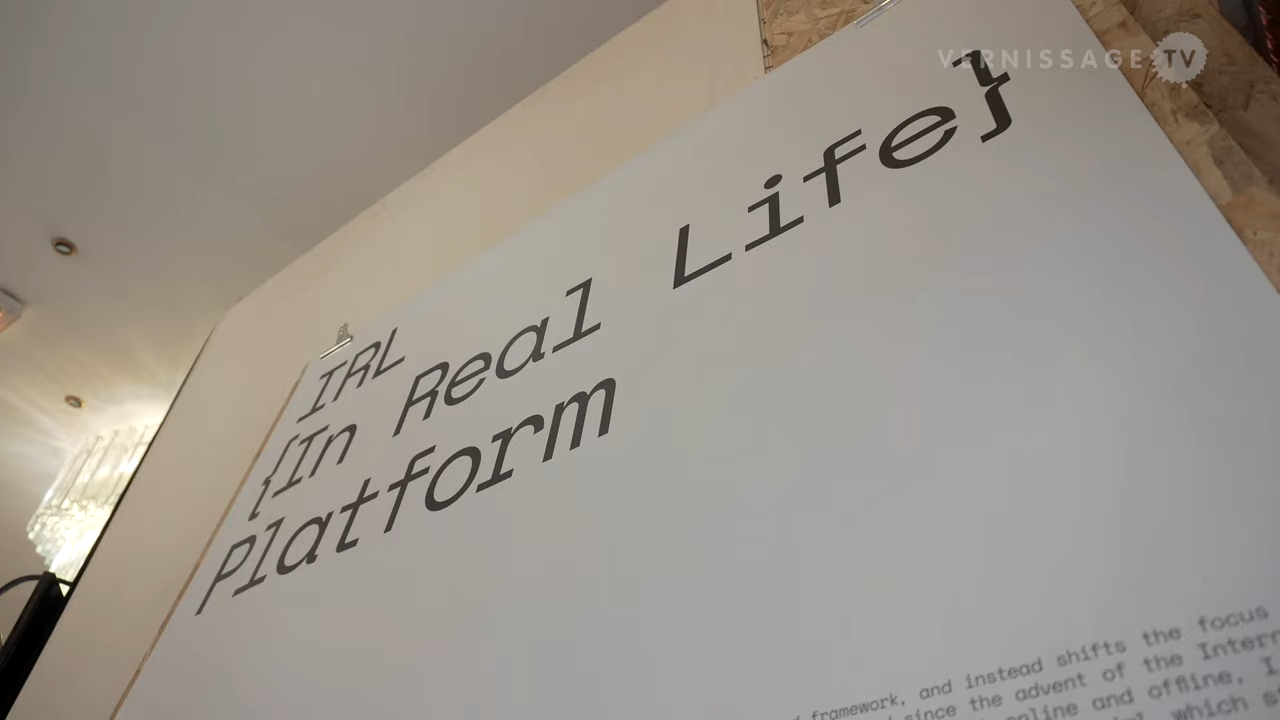 VERNISSAGE TV
IRL
{In Real Life}
Platform
framework, and instead shifts the focus
since the advent of the Intern
online and offline, I
which s